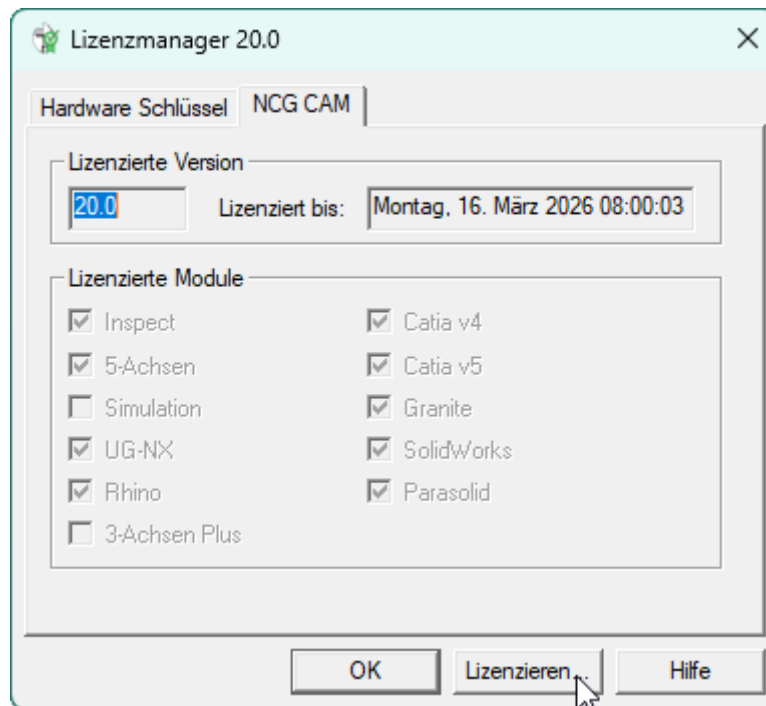 Lizenzmanager 20.0
Hardware Schlüssel
NCG CAM
Lizenzierte Version
20.0
Lizenziert bis:
Montag, 16. März 2026 08:00:03
Lizenzierte Module
Inspect
Catia v4
5-Achsen
Catia v5
Simulation
Granite
UG-NX
SolidWorks
Rhino
Parasolid
3-Achsen Plus
OK
Lizenzieren...
Hilfe